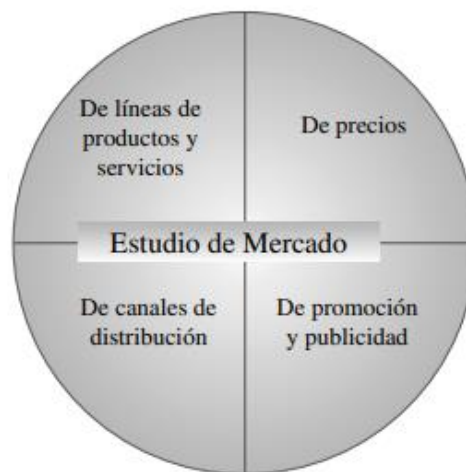 De líneas de
productos y
servicios
De precios
Estudio de Mercado
De canales de
distribución
De promoción
y publicidad